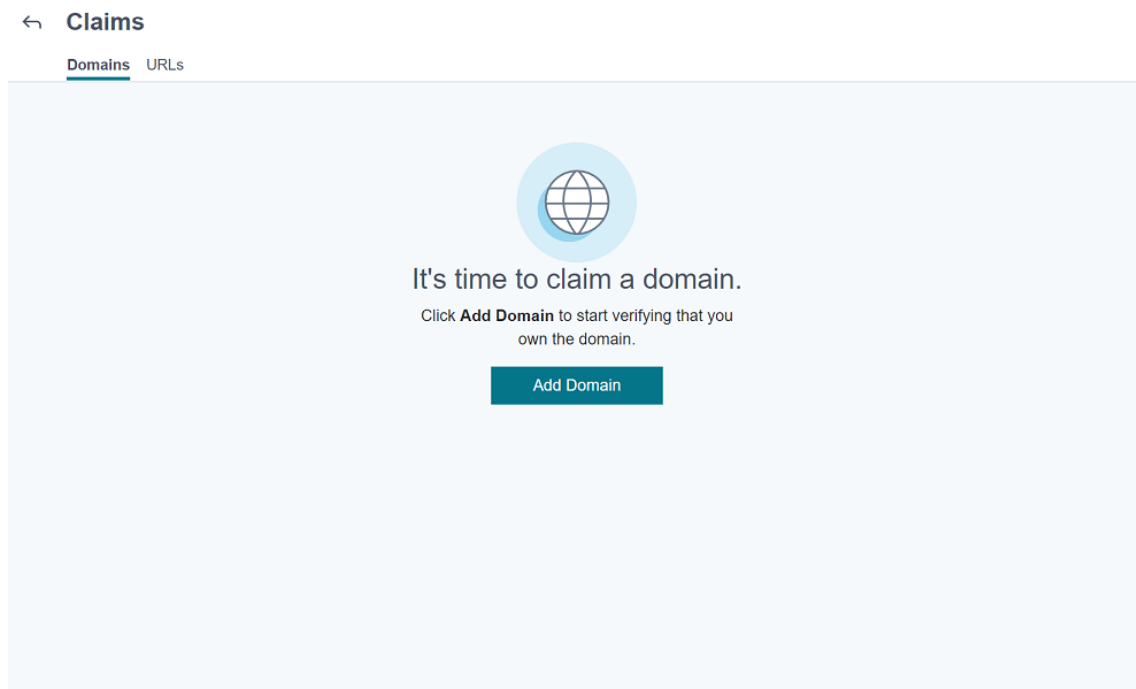 Claims
Domains URLs
It's time to claim a domain.
Click Add Domain to start verifying that you
own the domain.
Add Domain